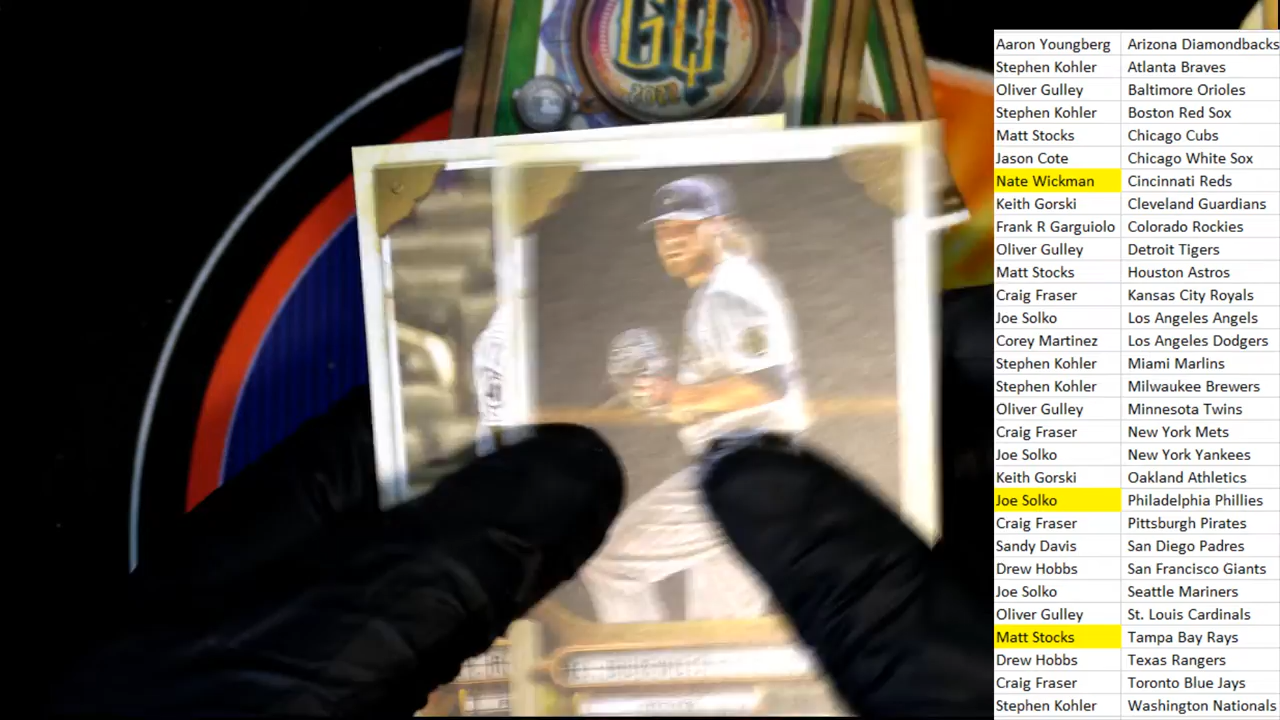 GQ
2022
Aaron Youngberg Arizona Diamondbacks
Stephen Kohler Atlanta Braves
Oliver Gulley Baltimore Orioles
Stephen Kohler Boston Red Sox
Matt Stocks Chicago Cubs
Jason Cote Chicago White Sox
Nate Wickman Cincinnati Reds
Keith Gorski Cleveland Guardians
Frank R Garguiolo Colorado Rockies
Oliver Gulley Detroit Tigers
Matt Stocks Houston Astros
Craig Fraser Kansas City Royals
Joe Solko Los Angeles Angels
Corey Martinez Los Angeles Dodgers
Stephen Kohler Miami Marlins
Stephen Kohler Milwaukee Brewers
Oliver Gulley Minnesota Twins
Craig Fraser New York Mets
Joe Solko New York Yankees
Keith Gorski Oakland Athletics
Joe Solko Philadelphia Phillies
Craig Fraser Pittsburgh Pirates
Sandy Davis San Diego Padres
Drew Hobbs San Francisco Giants
Joe Solko Seattle Mariners
Oliver Gulley St. Louis Cardinals
Matt Stocks Tampa Bay Rays
Drew Hobbs Texas Rangers
Craig Fraser Toronto Blue Jays
Stephen Kohler Washington Nationals